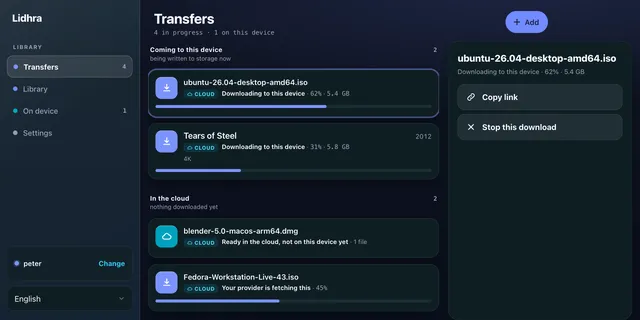 Lidhra
LIBRARY
Transfers 4
Library
On device 1
Settings
peter Change
English
Transfers
4 in progress · 1 on this device
Add
Coming to this device 2
being written to storage now
ubuntu-26.04-desktop-amd64.iso
CLOUD Downloading to this device · 62% · 5.4 GB
Tears of Steel 2012
CLOUD Downloading to this device · 31% · 5.8 GB
4K
In the cloud 2
nothing downloaded yet
blender-5.0-macos-arm64.dmg
CLOUD Ready in the cloud, not on this device yet · 1 file
Fedora-Workstation-Live-43.iso
CLOUD Your provider is fetching this · 45%
ubuntu-26.04-desktop-amd64.iso
Downloading to this device · 62% · 5.4 GB
Copy link
Stop this download